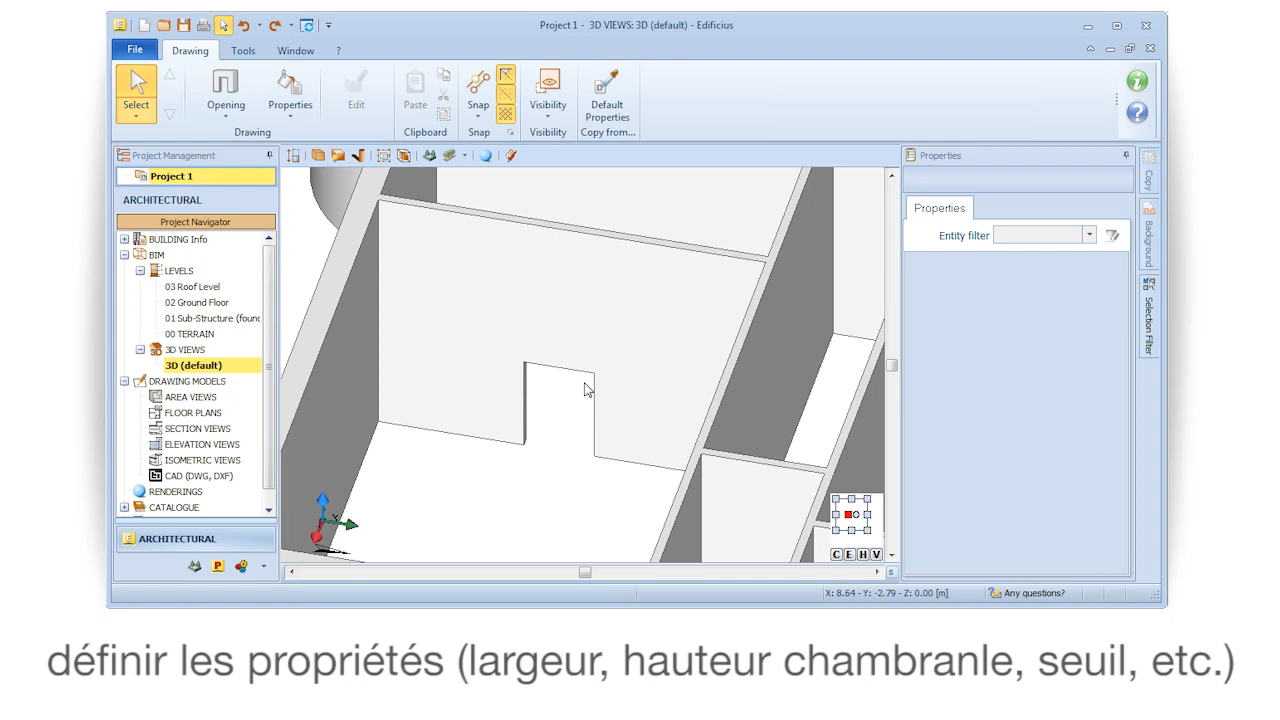 Project 1 - 3D VIEWS: 3D (default) - Edificius
File
Drawing
Tools
Window
?
Select
Opening
Properties
Edit
Paste
Snap
Visibility
Default
Properties
Drawing
Clipboard
Snap
Visibility
Copy from...
Project Management
Project 1
ARCHITECTURAL
Project Navigator
BUILDING Info
BIM
LEVELS
03 Roof Level
02 Ground Floor
01 Sub-Structure (found
00 TERRAIN
3D VIEWS
3D (default)
DRAWING MODELS
AREA VIEWS
FLOOR PLANS
SECTION VIEWS
ELEVATION VIEWS
ISOMETRIC VIEWS
CAD (DWG, DXF)
RENDERINGS
CATALOGUE
ARCHITECTURAL
Y
C E H V
S
Properties
Properties
Entity filter
Copy
Background
Selection Filter
X: 8.64 - Y: -2.79 - Z: 0.00 [m]
Any questions?
définir les propriétés (largeur, hauteur chambranle, seuil, etc.)